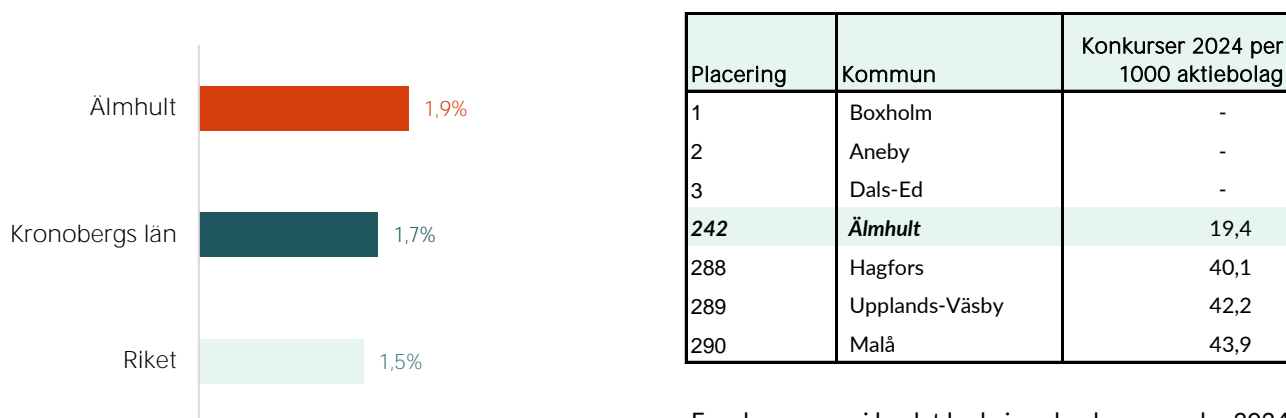 Älmhult 1,9%
Kronobergs län 1,7%
Riket 1,5%
Konkurser 2024 per
Placering Kommun 1000 aktiebolag
1 Boxholm -
2 Aneby -
3 Dals-Ed -
242 Älmhult 19,4
288 Hagfors 40,1
289 Upplands-Väsby 42,2
290 Malå 43,9